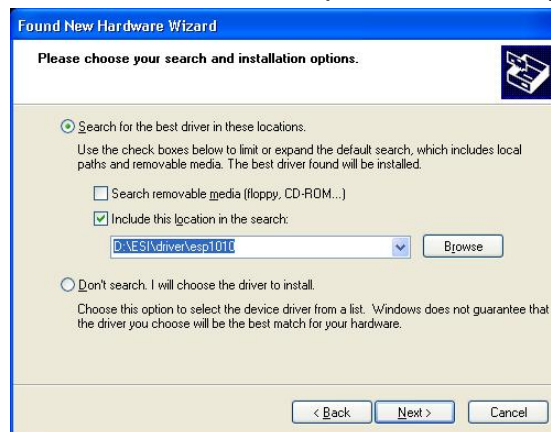 Found New Hardware Wizard
Please choose your search and installation options.
Search for the best driver in these locations.
Use the check boxes below to limit or expand the default search, which includes local
paths and removable media. The best driver found will be installed.
Search removable media (floppy, CD-ROM...)
Include this location in the search:
D:\ESI\driver\esp1010
Browse
Don't search. I will choose the driver to install.
Choose this option to select the device driver from a list. Windows does not guarantee that
the driver you choose will be the best match for your hardware.
< Back
Next >
Cancel